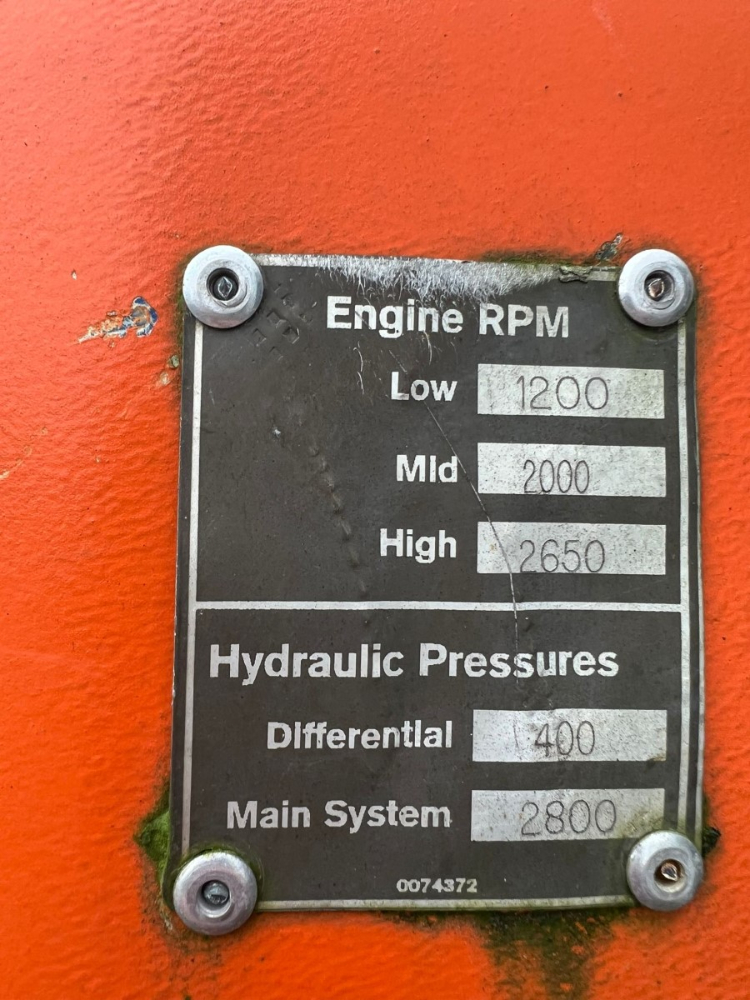 Engine RPM
Low 1200
Mid 2000
High 2650
Hydraulic Pressures
Differential 400
Main System 2800
0074372